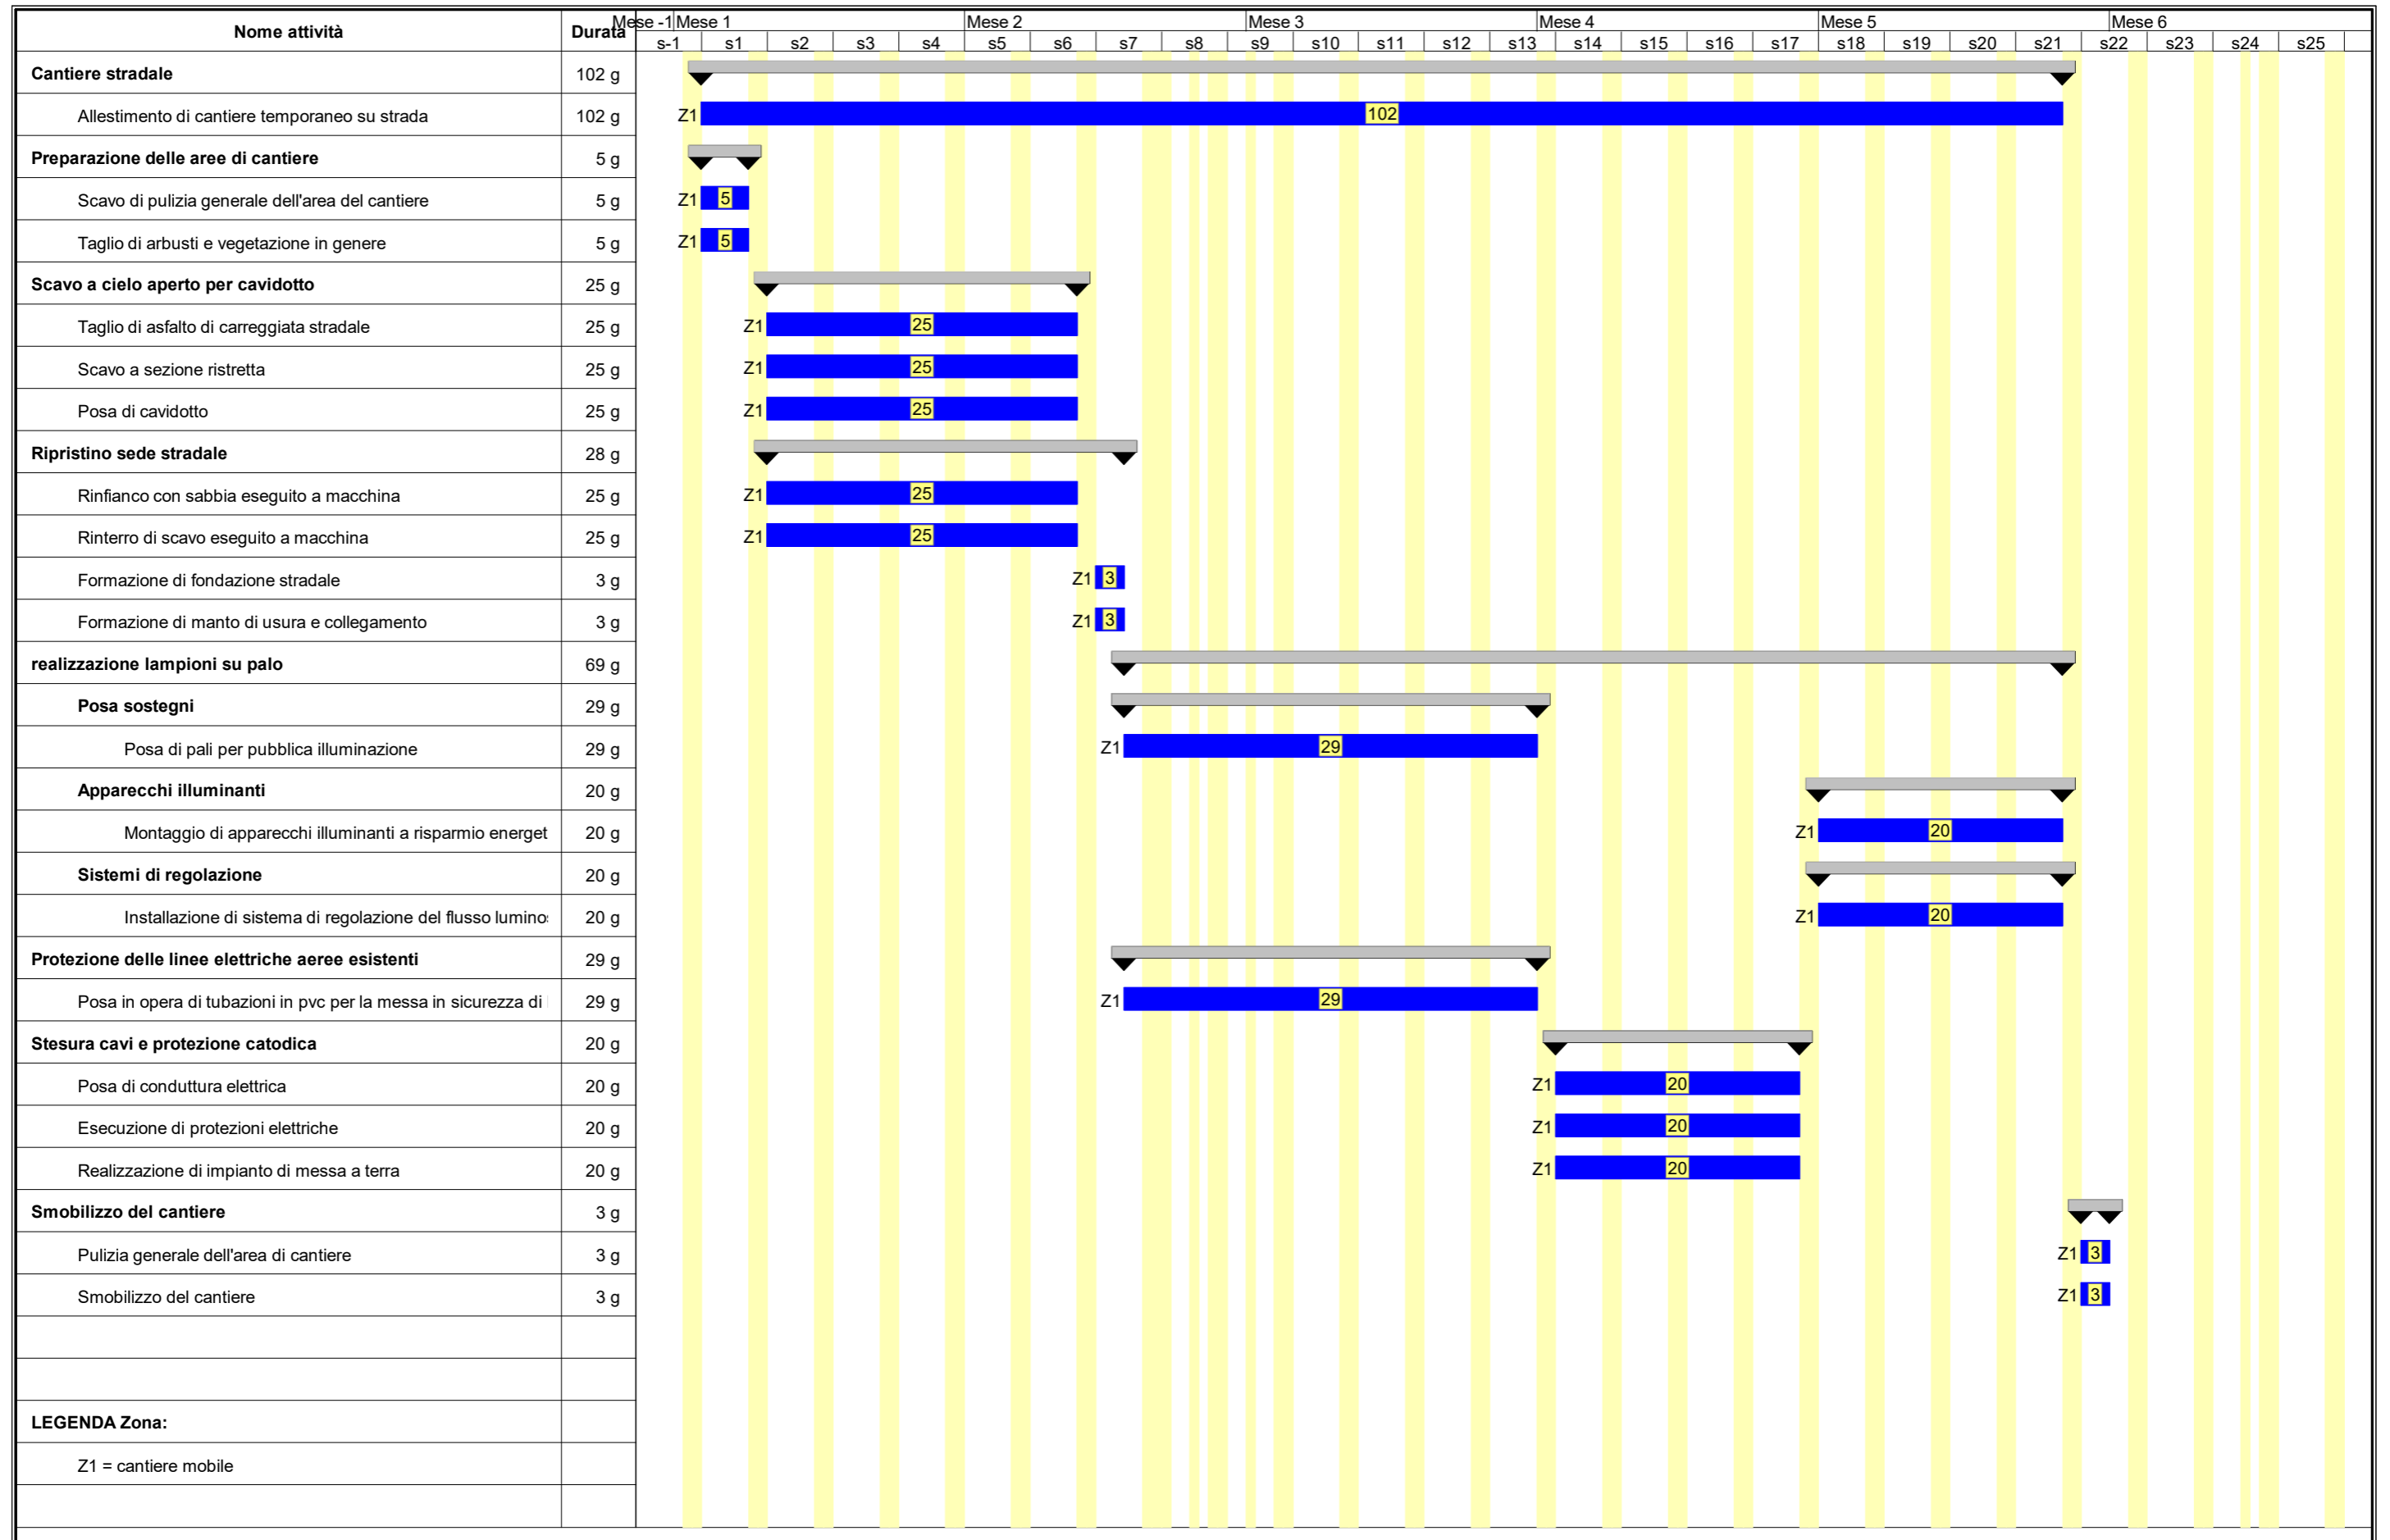 Nome attività Durata Mese -1 Mese 1 Mese 2 Mese 3 Mese 4 Mese 5 Mese 6
s-1 s1 s2 s3 s4 s5 s6 s7 s8 s9 s10 s11 s12 s13 s14 s15 s16 s17 s18 s19 s20 s21 s22 s23 s24 s25
Cantiere stradale 102 g
Allestimento di cantiere temporaneo su strada 102 g Z1 102
Preparazione delle aree di cantiere 5 g
Scavo di pulizia generale dell'area del cantiere 5 g Z1 5
Taglio di arbusti e vegetazione in genere 5 g Z1 5
Scavo a cielo aperto per cavidotto 25 g
Taglio di asfalto di carreggiata stradale 25 g Z1 25
Scavo a sezione ristretta 25 g Z1 25
Posa di cavidotto 25 g Z1 25
Ripristino sede stradale 28 g
Rinfianco con sabbia eseguito a macchina 25 g Z1 25
Rinterro di scavo eseguito a macchina 25 g Z1 25
Formazione di fondazione stradale 3 g Z1 3
Formazione di manto di usura e collegamento 3 g Z1 3
realizzazione lampioni su palo 69 g
Posa sostegni 29 g
Posa di pali per pubblica illuminazione 29 g Z1 29
Apparecchi illuminanti 20 g
Montaggio di apparecchi illuminanti a risparmio energet 20 g Z1 20
Sistemi di regolazione 20 g
Installazione di sistema di regolazione del flusso lumino 20 g Z1 20
Protezione delle linee elettriche aeree esistenti 29 g
Posa in opera di tubazioni in pvc per la messa in sicurezza di 29 g Z1 29
Stesura cavi e protezione catodica 20 g
Posa di conduttura elettrica 20 g Z1 20
Esecuzione di protezioni elettriche 20 g Z1 20
Realizzazione di impianto di messa a terra 20 g Z1 20
Smobilizzo del cantiere 3 g
Pulizia generale dell'area di cantiere 3 g Z1 3
Smobilizzo del cantiere 3 g Z1 3
LEGENDA Zona:
Z1 = cantiere mobile